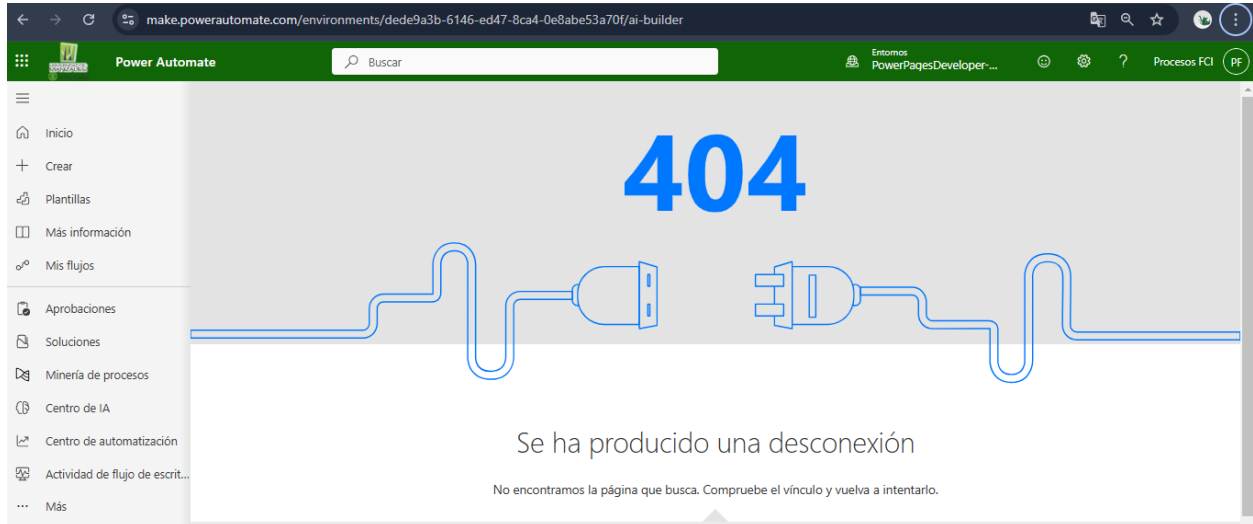 make.powerautomate.com/environments/dede9a3b-6146-ed47-8ca4-0e8abe53a70f/ai-builder
Power Automate
Buscar
Entornos
PowerPagesDeveloper-...
?
Procesos FCI
PF
Inicio
Crear
Plantillas
Más información
Mis flujos
Aprobaciones
Soluciones
Minería de procesos
Centro de IA
Centro de automatización
Actividad de flujo de escrit...
Más
404
Se ha producido una desconexión
No encontramos la página que busca. Compruebe el vínculo y vuelva a intentarlo.